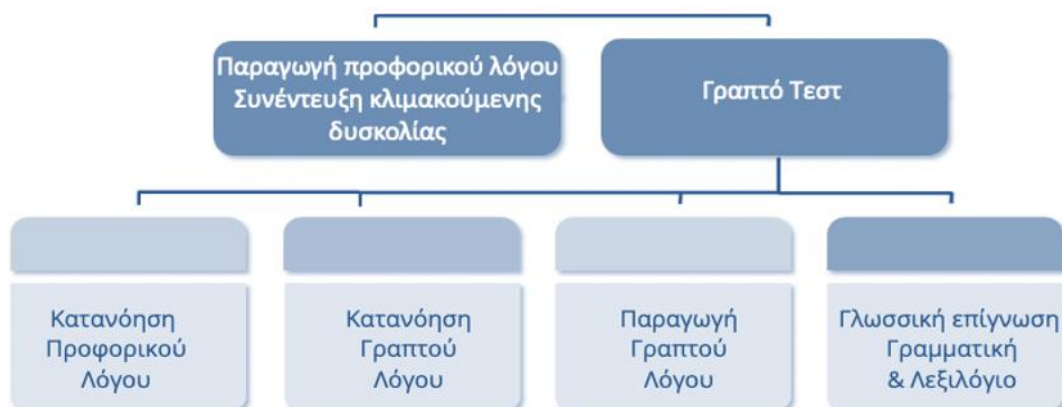 Παραγωγή προφορικού λόγου
Συνέντευξη κλιμακούμενης
δυσκολίας
Γραπτό Τεστ
Κατανόηση
Προφορικού
Λόγου
Κατανόηση
Γραπτού
Λόγου
Παραγωγή
Γραπτού
Λόγου
Γλωσσική επίγνωση
Γραμματική
& Λεξιλόγιο